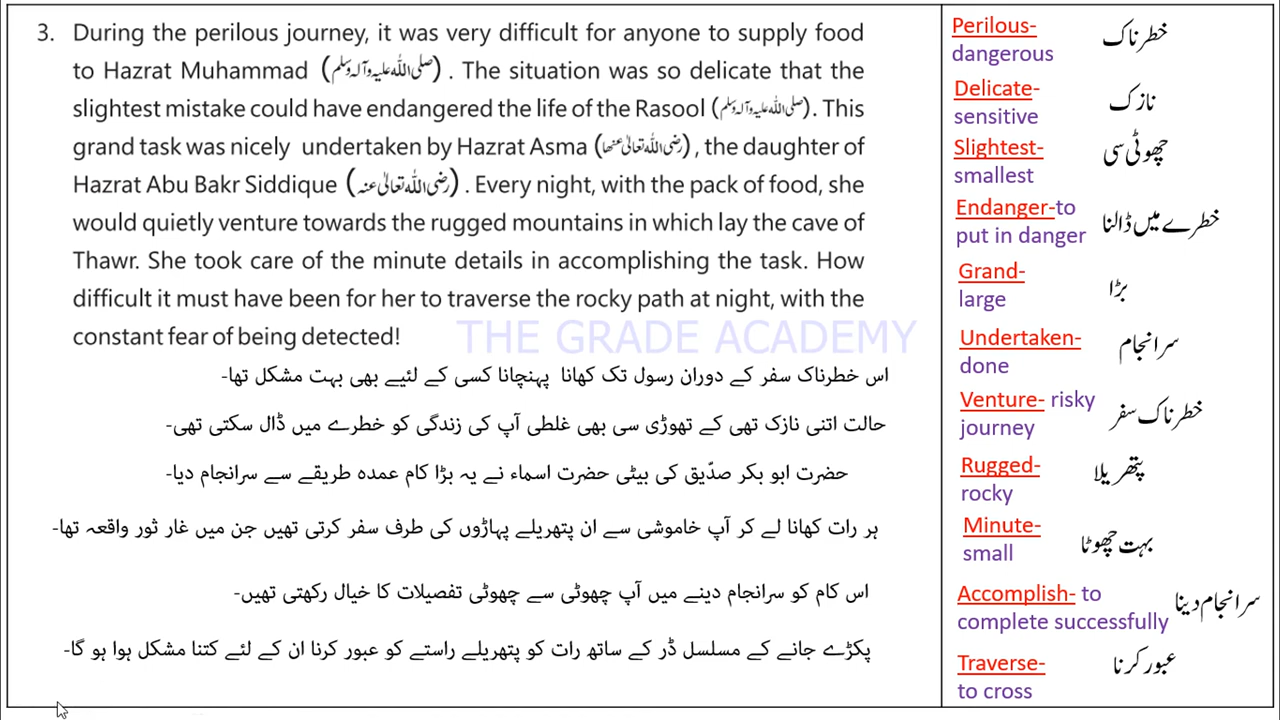 3. During the perilous journey, it was very difficult for anyone to supply food
to Hazrat Muhammad (صلی اللہ علیہ وآلہ وسلم) . The situation was so delicate that the
slightest mistake could have endangered the life of the Rasool (صلی اللہ علیہ وآلہ وسلم). This
grand task was nicely undertaken by Hazrat Asma (رضی اللہ تعالیٰ عنھا), the daughter of
Hazrat Abu Bakr Siddique (رضی اللہ تعالیٰ عنہ) . Every night, with the pack of food, she
would quietly venture towards the rugged mountains in which lay the cave of
Thawr. She took care of the minute details in accomplishing the task. How
difficult it must have been for her to traverse the rocky path at night, with the
constant fear of being detected!
THE GRADE ACADEMY
اس خطرناک سفر کے دوران رسول تک کھانا پہنچانا کسی کے لئیے بھی بہت مشکل تھا-
حالت اتنی نازک تھی کے تھوڑی سی بھی غلطی آپ کی زندگی کو خطرے میں ڈال سکتی تھی-
حضرت ابو بکر صدّیق کی بیٹی حضرت اسماء نے یہ بڑا کام عمدہ طریقے سے سرانجام دیا-
ہر رات کھانا لے کر آپ خاموشی سے ان پتھریلے پہاڑوں کی طرف سفر کرتی تھیں جن میں غار ثور واقعہ تھا-
اس کام کو سرانجام دینے میں آپ چھوٹی سے چھوٹی تفصیلات کا خیال رکھتی تھیں-
پکڑے جانے کے مسلسل ڈر کے ساتھ رات کو پتھریلے راستے کو عبور کرنا ان کے لئے کتنا مشکل ہوا ہو گا-
Perilous- خطرناک
dangerous
Delicate- نازک
sensitive
Slightest- چھوٹی سی
smallest
Endanger-to خطرے میں ڈالنا
put in danger
Grand- بڑا
large
Undertaken- سرانجام
done
Venture- risky خطرناک سفر
journey
Rugged- پتھریلا
rocky
Minute- بہت چھوٹا
small
Accomplish- to سرانجام دینا
complete successfully
Traverse- عبور کرنا
to cross